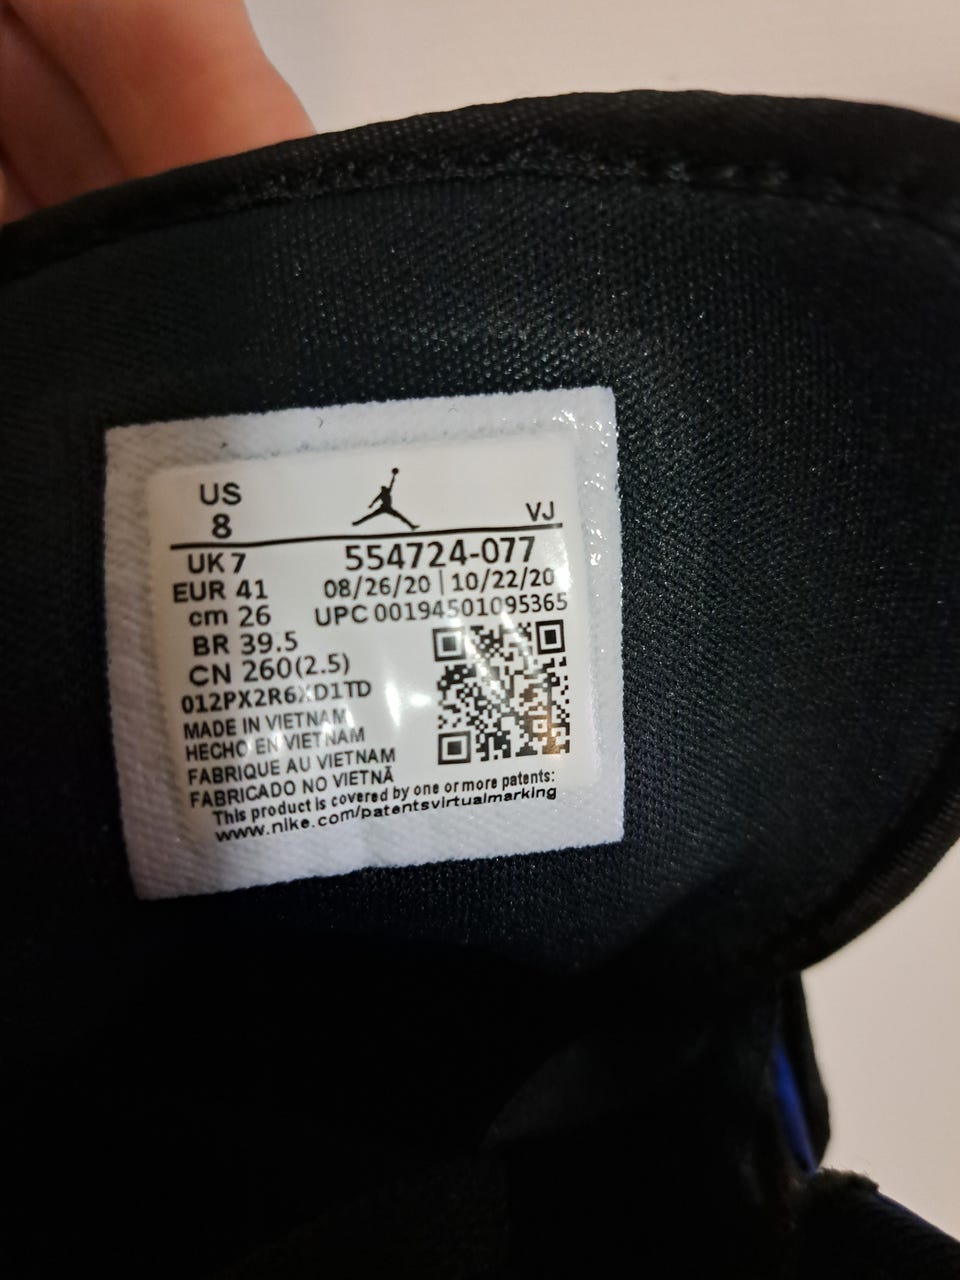 US
8
VJ
UK 7
554724-077
EUR 41
08/26/20 | 10/22/20
cm 26
UPC 00194501095365
BR 39.5
CN 260(2.5)
012PX2R6XD1TD
MADE IN VIETNAM
HECHO EN VIETNAM
FABRIQUE AU VIETNAM
FABRICADO NO VIETNÃ
This product is covered by one or more patents:
www.nike.com/patentsvirtualmarking